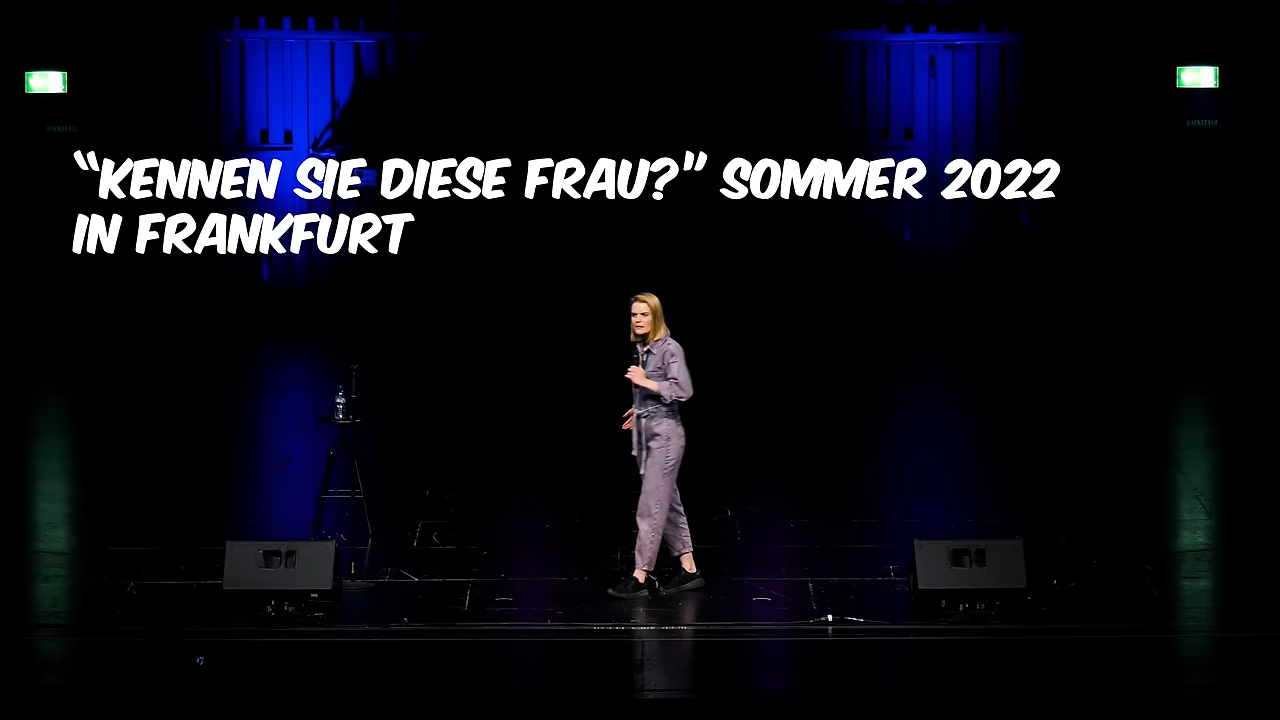 “KENNEN SIE DIESE FRAU?” SOMMER 2022
IN FRANKFURT